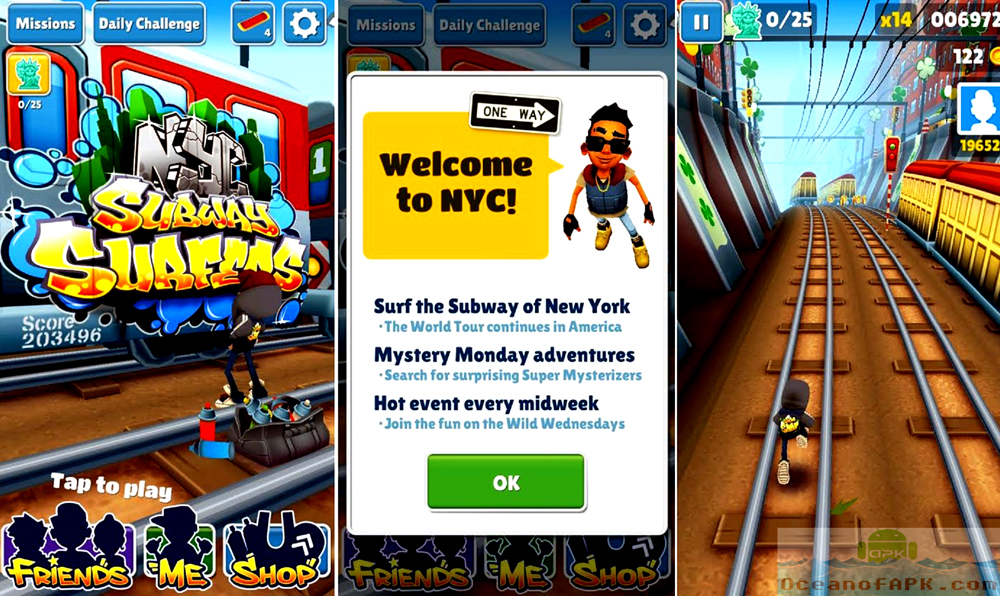 Missions
Daily Challenge
4
0/25
NYC
SUBWAY
SURFERS
1
Score
203496
Tap to play
FRIENDS
ME
SHOP
Missions
Daily Challenge
4
ONE WAY
Welcome
to NYC!
Surf the Subway of New York
·The World Tour continues in America
Mystery Monday adventures
·Search for surprising Super Mysterizers
Hot event every midweek
·Join the fun on the Wild Wednesdays
OK
FRIENDS
ME
SHOP
0/25
x14
006972
122
19652
apk
OceanofAPK.com